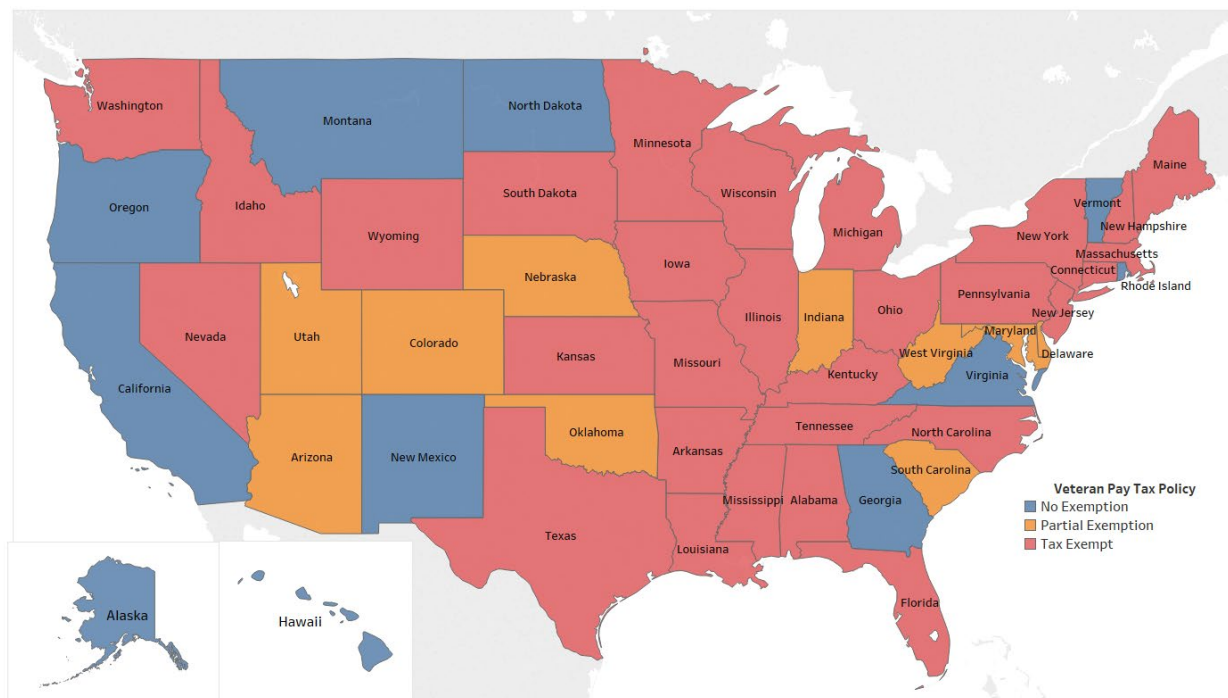 Washington
Montana
North Dakota
Minnesota
Maine
Oregon
Idaho
South Dakota
Wisconsin
Vermont
New Hampshire
Wyoming
Michigan
New York
Massachusetts
Connecticut
Rhode Island
Nebraska
Iowa
Pennsylvania
New Jersey
Nevada
Utah
Colorado
Illinois
Indiana
Ohio
Maryland
Delaware
West Virginia
Virginia
California
Kansas
Missouri
Kentucky
Arizona
New Mexico
Oklahoma
Arkansas
Tennessee
North Carolina
South Carolina
Texas
Louisiana
Mississippi
Alabama
Georgia
Florida
Veteran Pay Tax Policy
No Exemption
Partial Exemption
Tax Exempt
Alaska
Hawaii